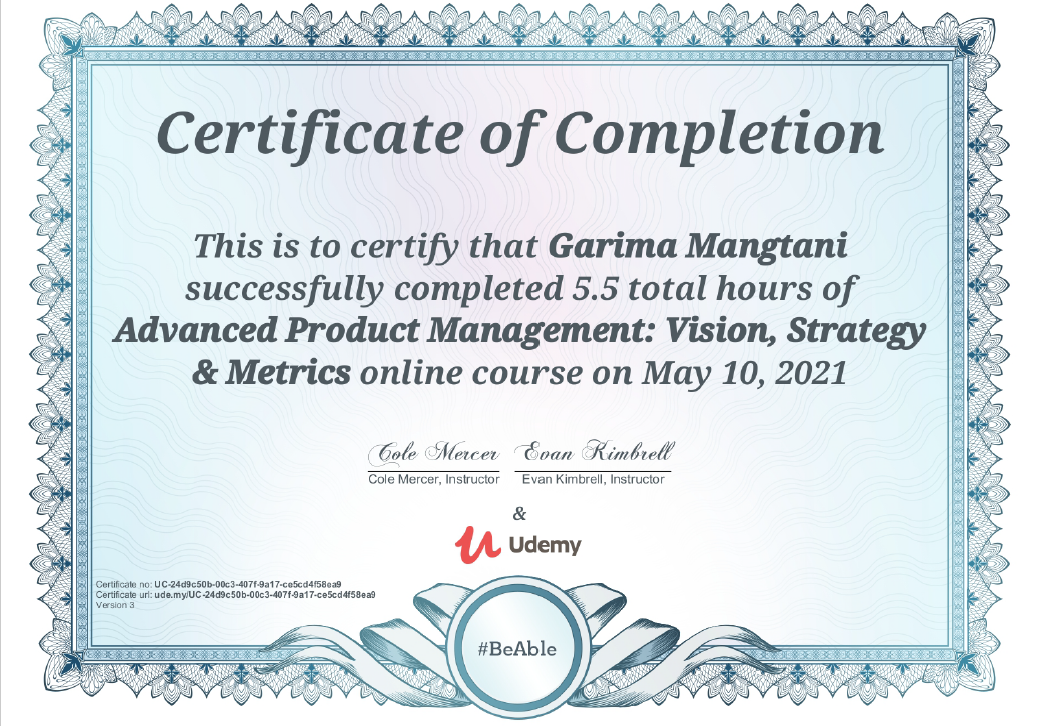 Certificate of Completion
This is to certify that Garima Mangtani
successfully completed 5.5 total hours of
Advanced Product Management: Vision, Strategy
& Metrics online course on May 10, 2021
Cole Mercer Evan Kimbrell
Cole Mercer, Instructor Evan Kimbrell, Instructor
&
Udemy
Certificate no: UC-24d9c50b-00c3-407f-9a17-ce5cd4f58ea9
Certificate url: ude.my/UC-24d9c50b-00c3-407f-9a17-ce5cd4f58ea9
Version 3
#BeAble